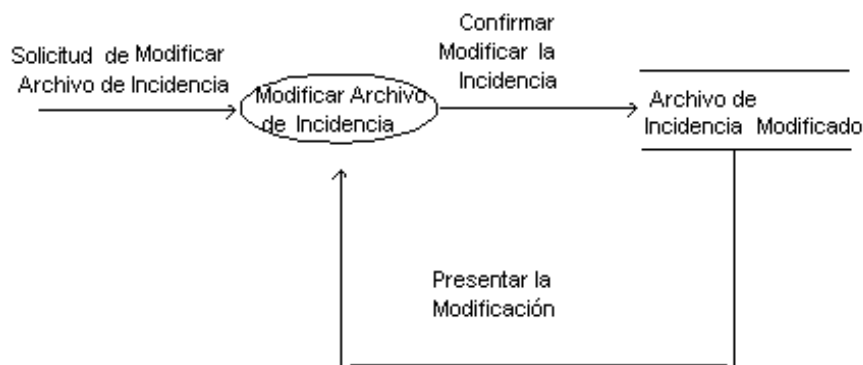 Solicitud de Modificar
Archivo de Incidencia
Modificar Archivo
de Incidencia
Confirmar
Modificar la
Incidencia
Archivo de
Incidencia Modificado
Presentar la
Modificación